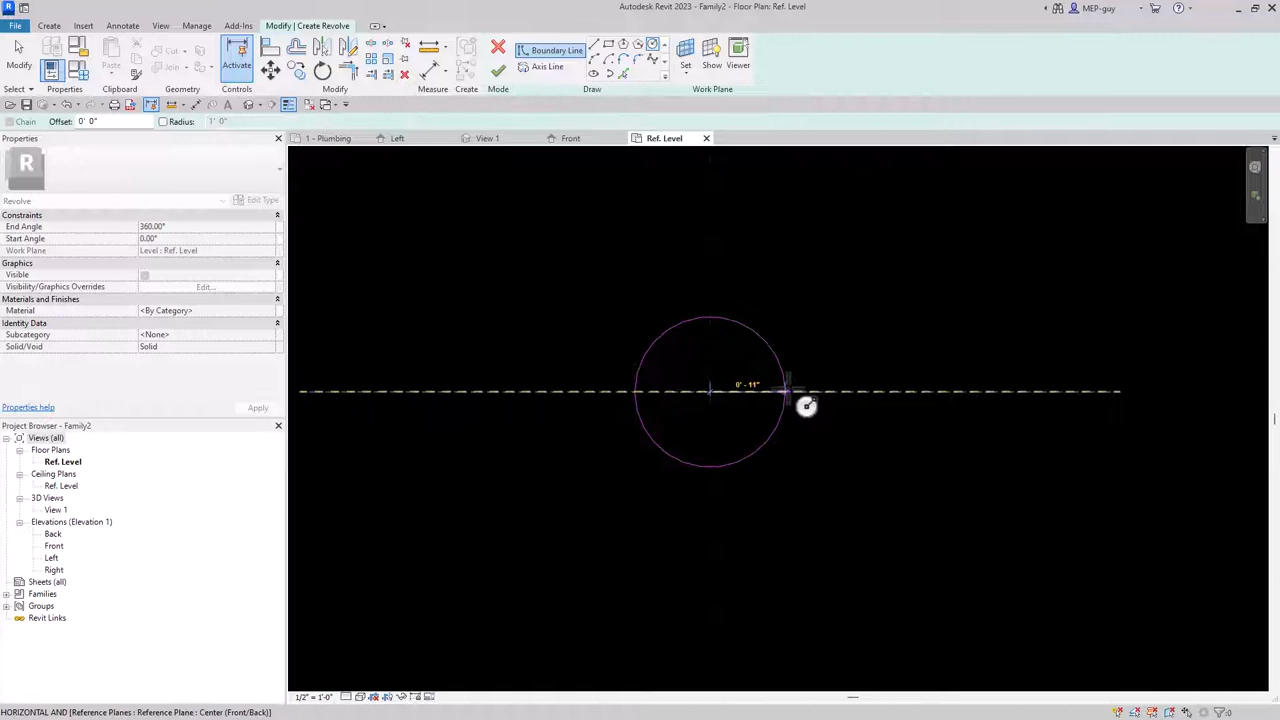 Autodesk Revit 2023 - Family2 - Floor Plan: Ref. Level
MEP-guy
File Create Insert Annotate View Manage Add-Ins Modify | Create Revolve
Modify
Paste
Cut
Join
Activate
Boundary Line
Axis Line
Set
Show
Viewer
Select Properties Clipboard Geometry Controls Modify Measure Create Mode Draw Work Plane
Chain Offset: 0' 0" Radius: 1' 0"
Properties
1 - Plumbing Left View 1 Front Ref. Level
R
Revolve
Edit Type
Constraints
End Angle 360.00°
Start Angle 0.00°
Work Plane Level : Ref. Level
Graphics
Visible
Visibility/Graphics Overrides Edit...
Materials and Finishes
Material <By Category>
Identity Data
Subcategory <None>
Solid/Void Solid
0' - 11"
Properties help
Apply
Project Browser - Family2
Views (all)
Floor Plans
Ref. Level
Ceiling Plans
Ref. Level
3D Views
View 1
Elevations (Elevation 1)
Back
Front
Left
Right
Sheets (all)
Families
Groups
Revit Links
1/2" = 1'-0"
HORIZONTAL AND [Reference Planes : Reference Plane : Center (Front/Back)]
:0